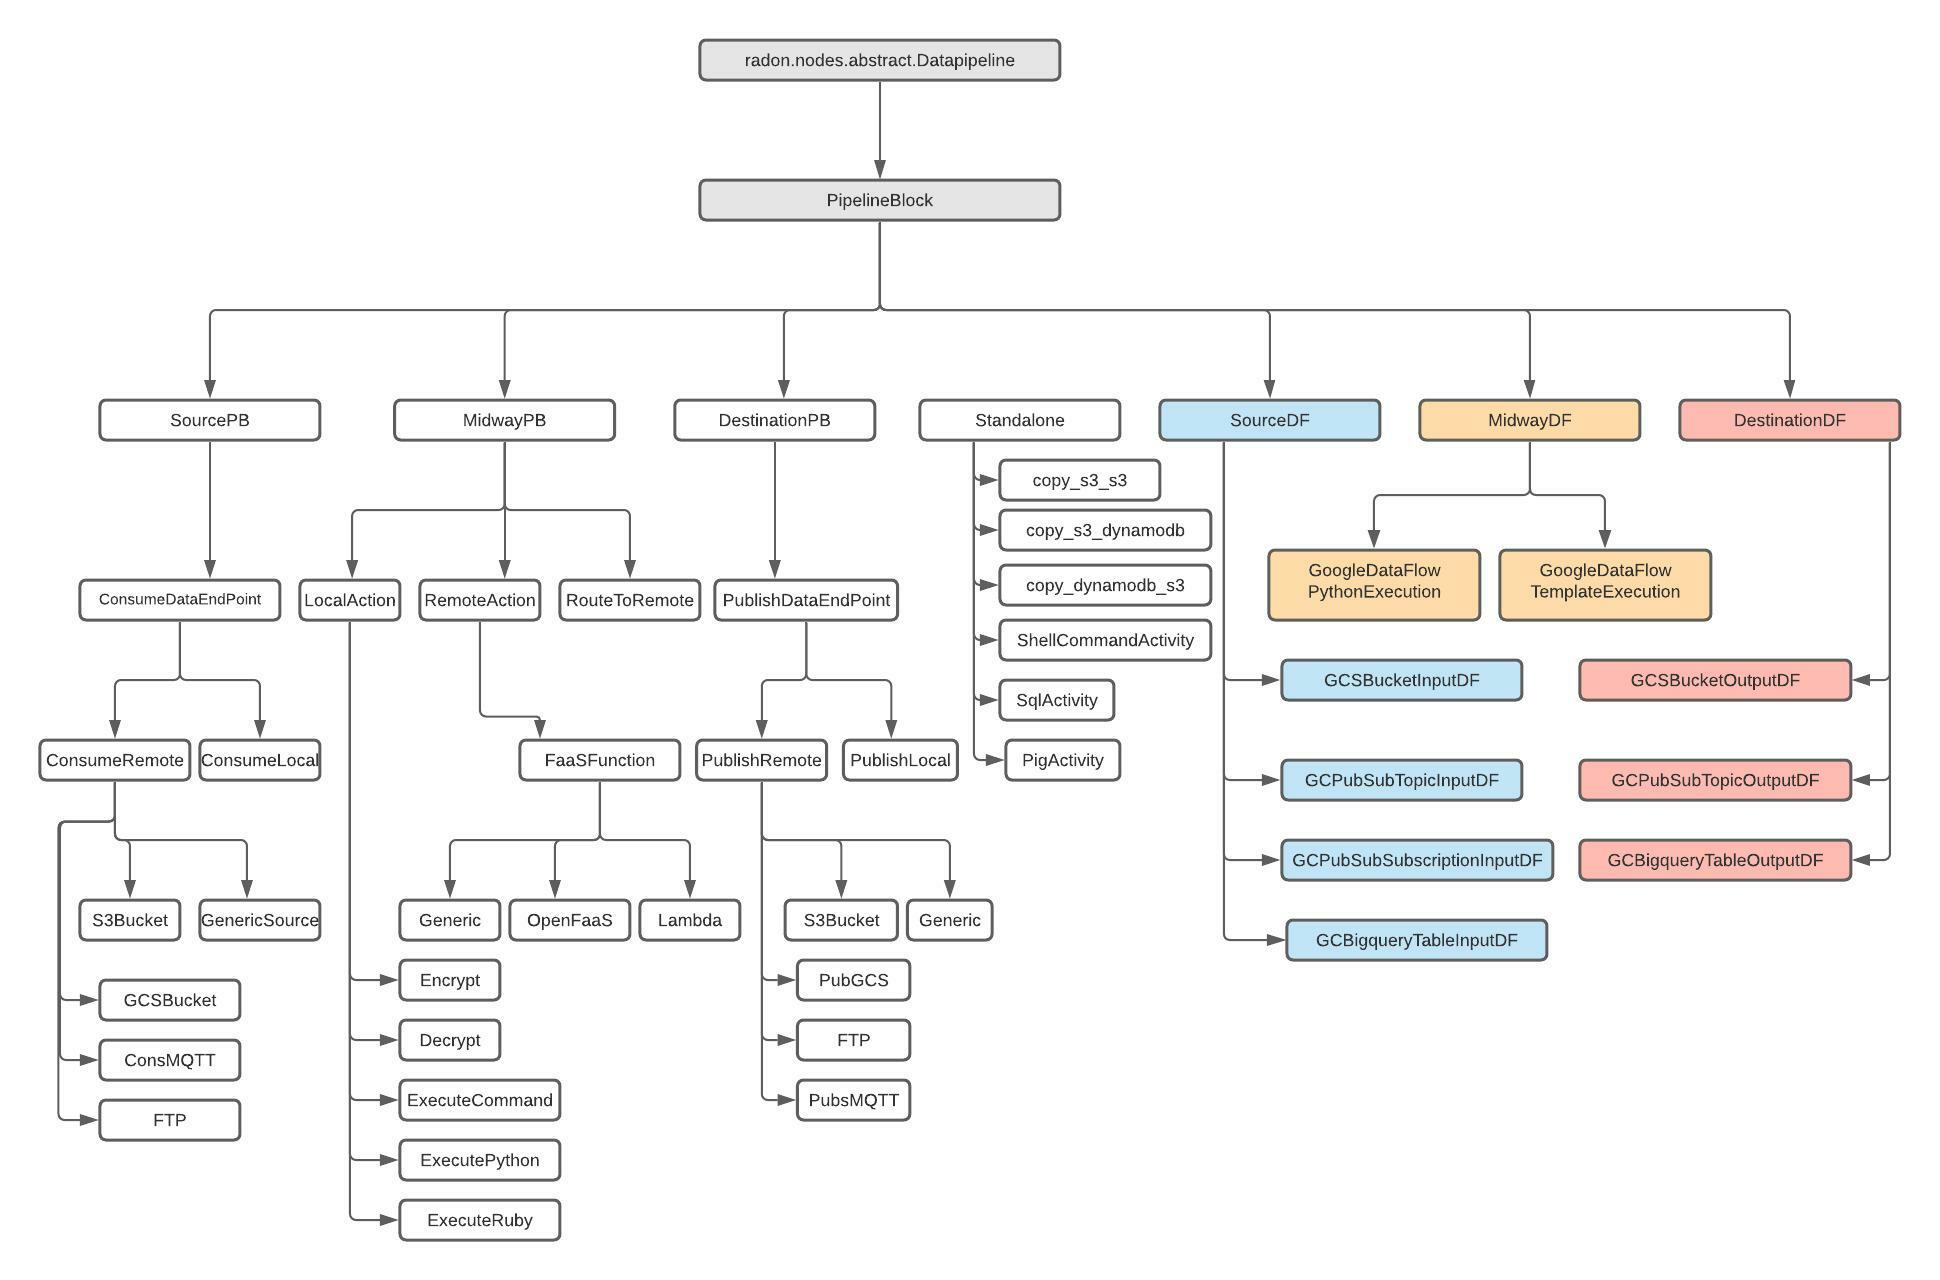 radon.nodes.abstract.Datapipeline
PipelineBlock
SourcePB
MidwayPB
DestinationPB
Standalone
SourceDF
MidwayDF
DestinationDF
copy_s3_s3
copy_s3_dynamodb
copy_dynamodb_s3
ShellCommandActivity
SqlActivity
PigActivity
GoogleDataFlow
PythonExecution
GoogleDataFlow
TemplateExecution
ConsumeDataEndPoint
LocalAction
RemoteAction
RouteToRemote
PublishDataEndPoint
GCSBucketInputDF
GCSBucketOutputDF
ConsumeRemote
ConsumeLocal
FaaSFunction
PublishRemote
PublishLocal
GCPubSubTopicInputDF
GCPubSubTopicOutputDF
GCPubSubSubscriptionInputDF
GCBigqueryTableOutputDF
S3Bucket
GenericSource
Generic
OpenFaaS
Lambda
S3Bucket
Generic
GCBigqueryTableInputDF
GCSBucket
ConsMQTT
FTP
Encrypt
Decrypt
ExecuteCommand
ExecutePython
ExecuteRuby
PubGCS
FTP
PubsMQTT